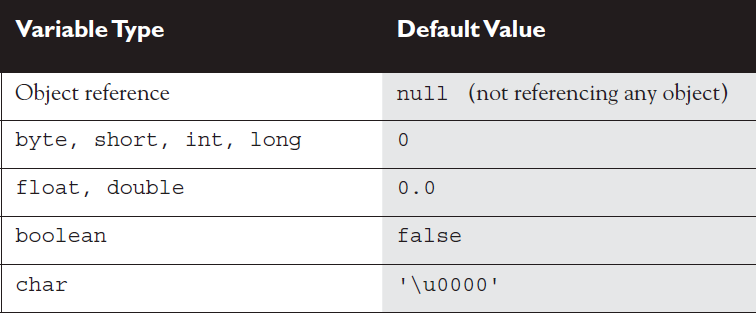 Variable Type Default Value
Object reference null (not referencing any object)
byte, short, int, long 0
float, double 0.0
boolean false
char '\u0000'